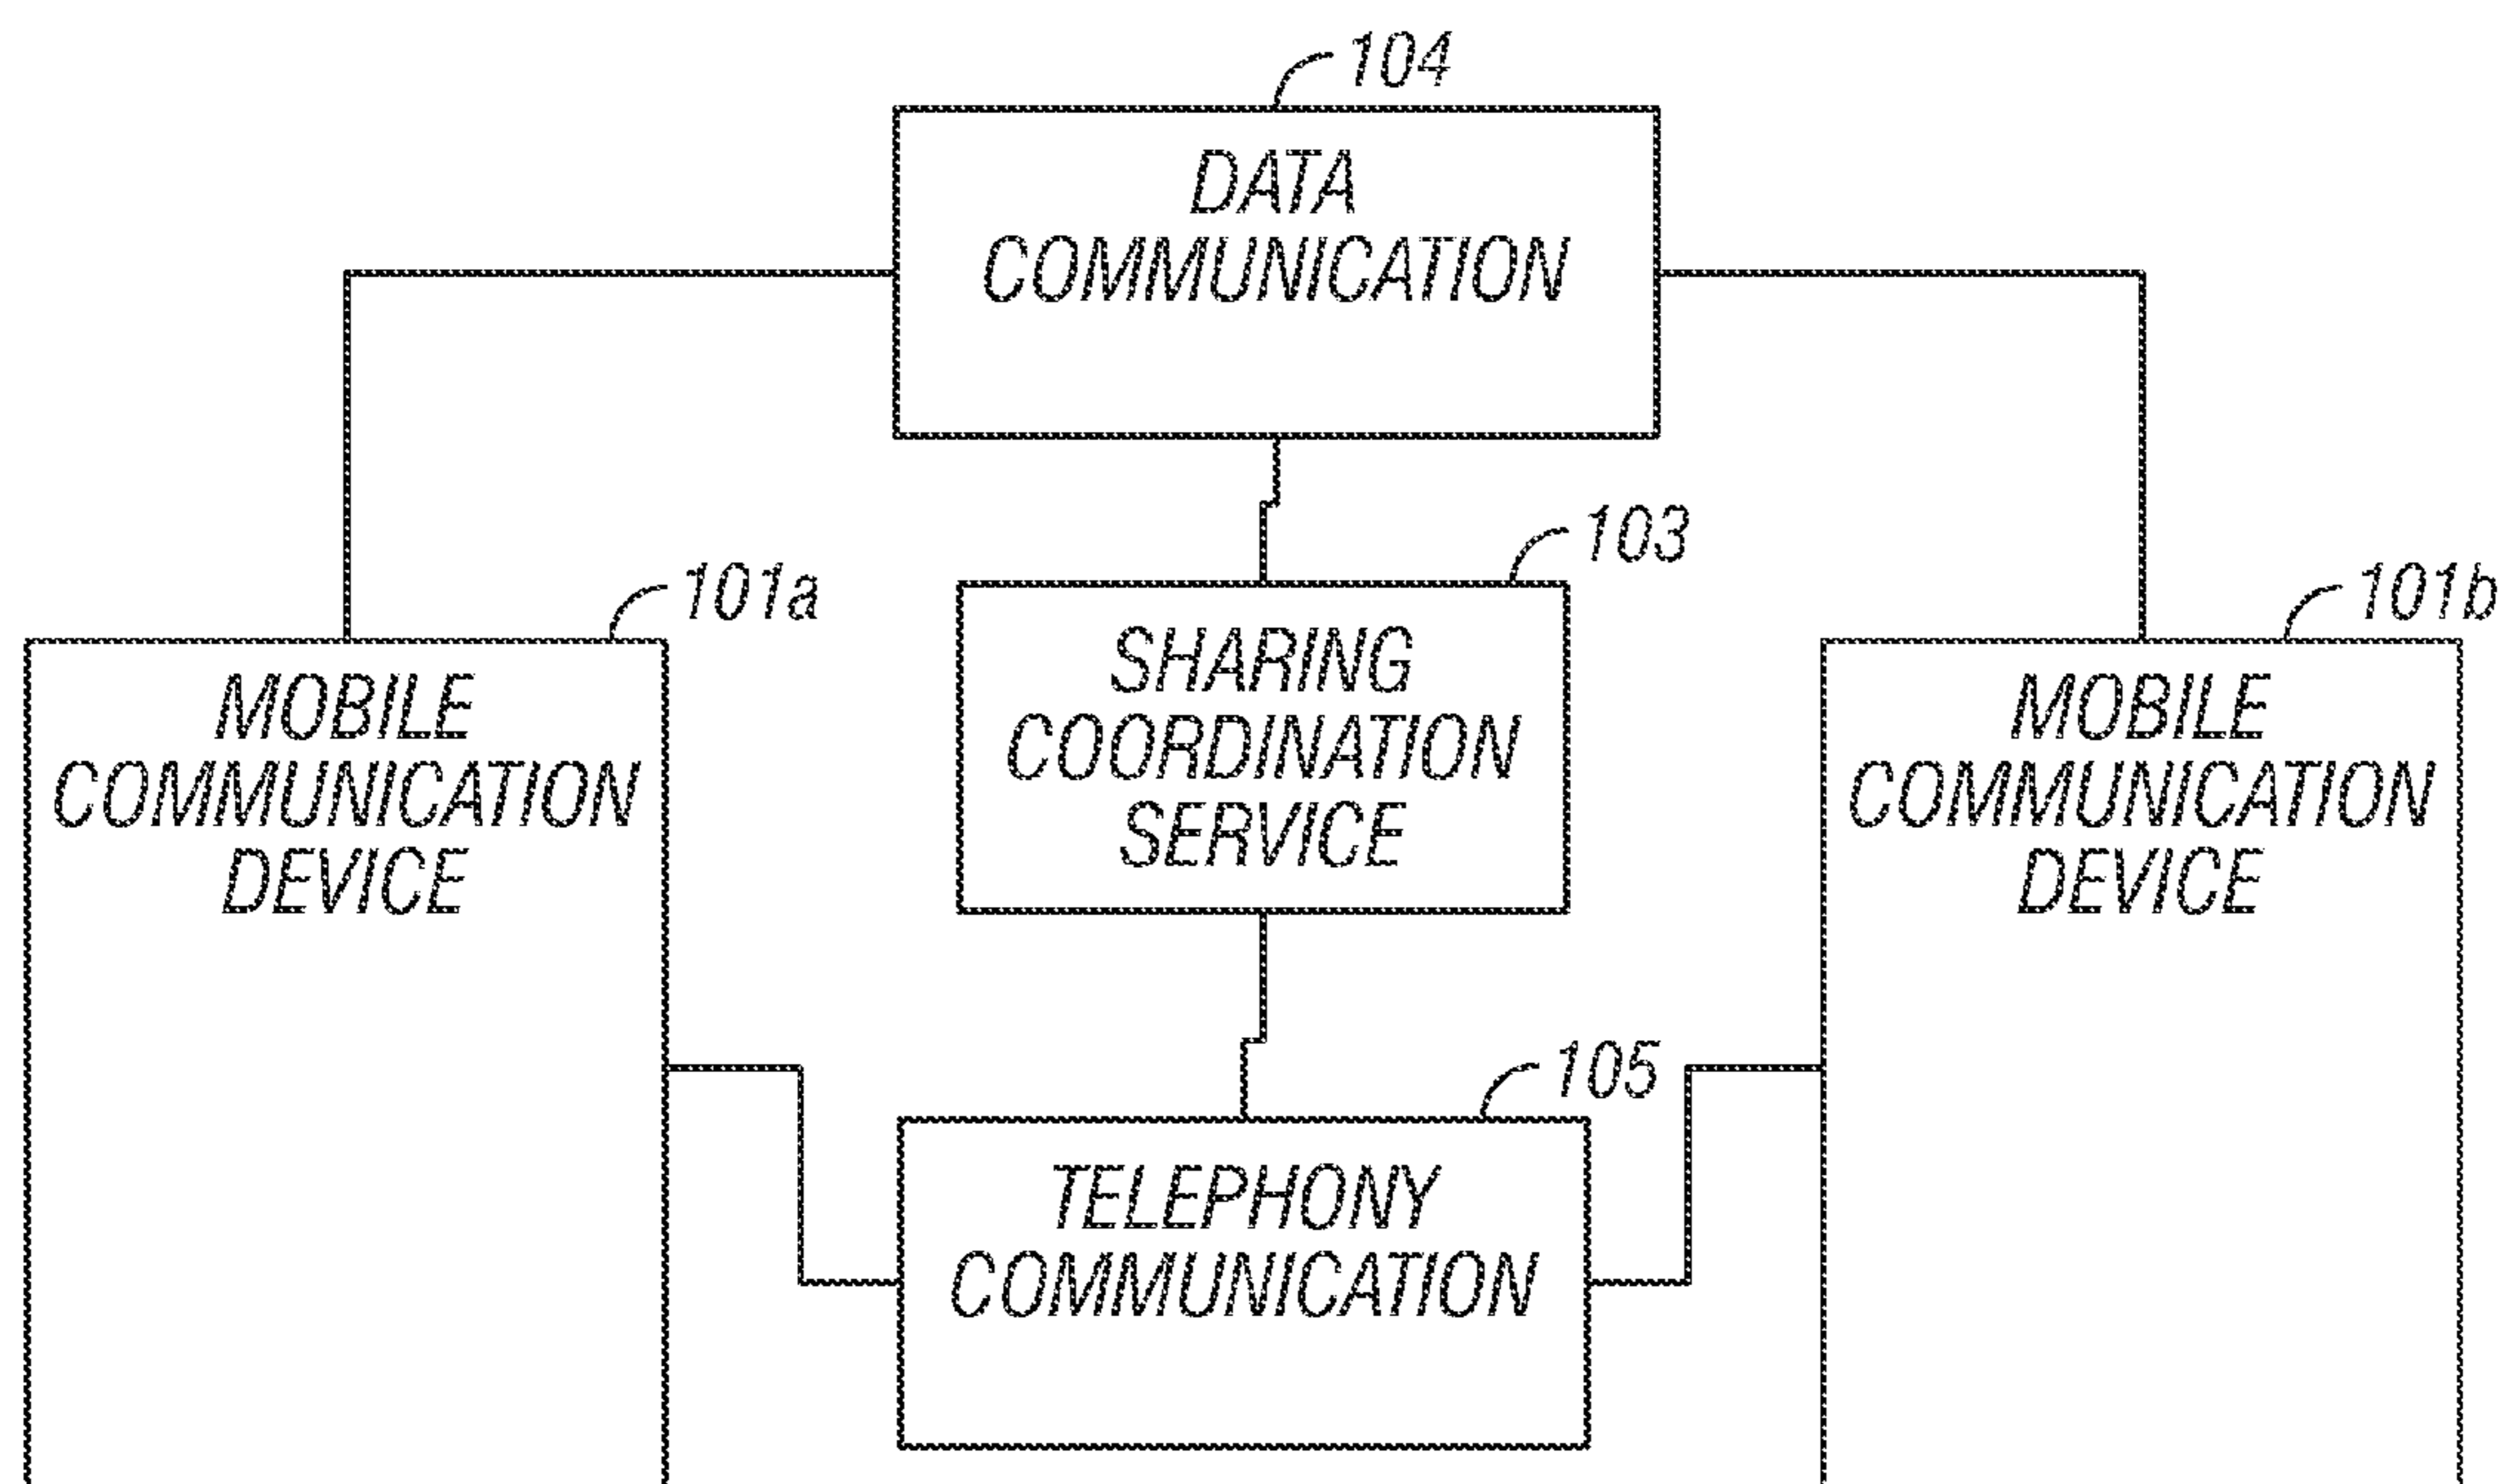 104
DATA
COMMUNICATION
103
SHARING
COORDINATION
SERVICE
101a
MOBILE
COMMUNICATION
DEVICE
101b
MOBILE
COMMUNICATION
DEVICE
105
TELEPHONY
COMMUNICATION